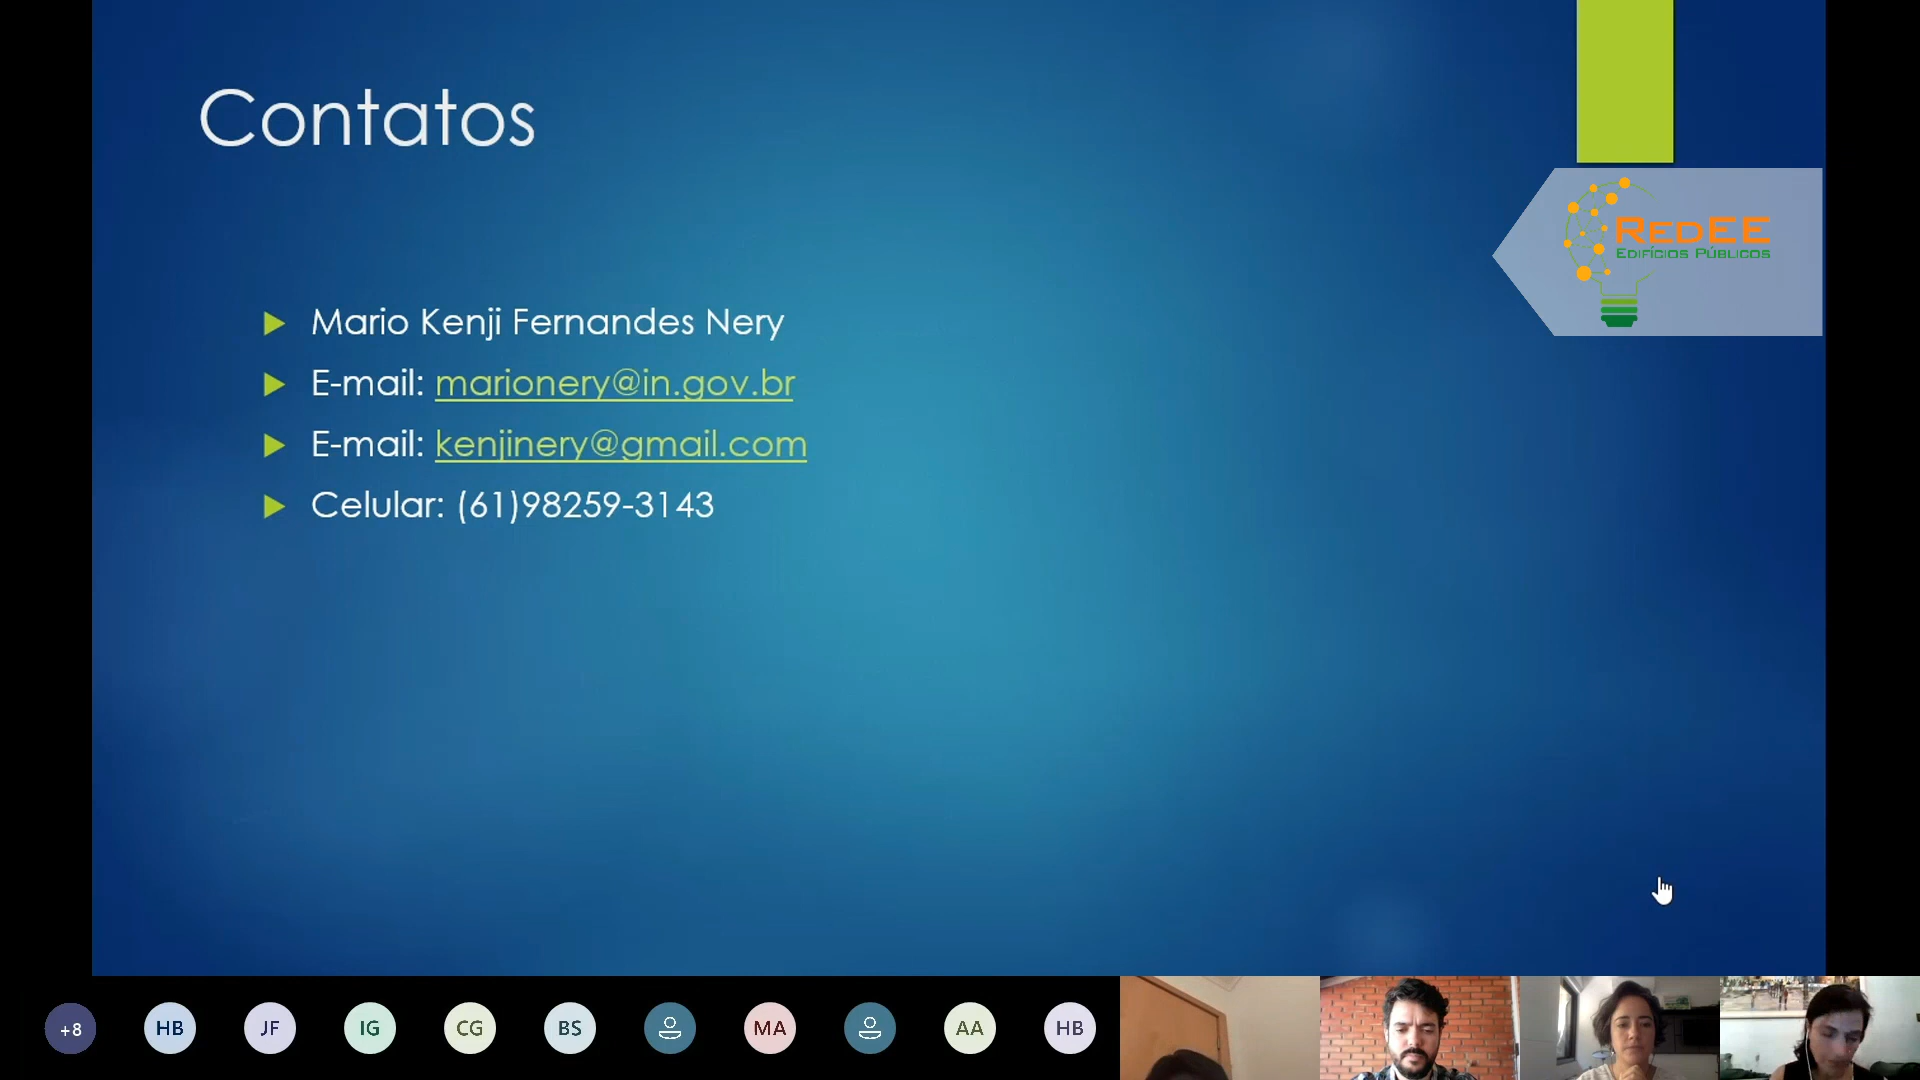 Contatos
RedEE
Edifícios Públicos
Mario Kenji Fernandes Nery
E-mail: marionery@in.gov.br
E-mail: kenjinery@gmail.com
Celular: (61)98259-3143
+8 HB JF IG CG BS MA AA HB